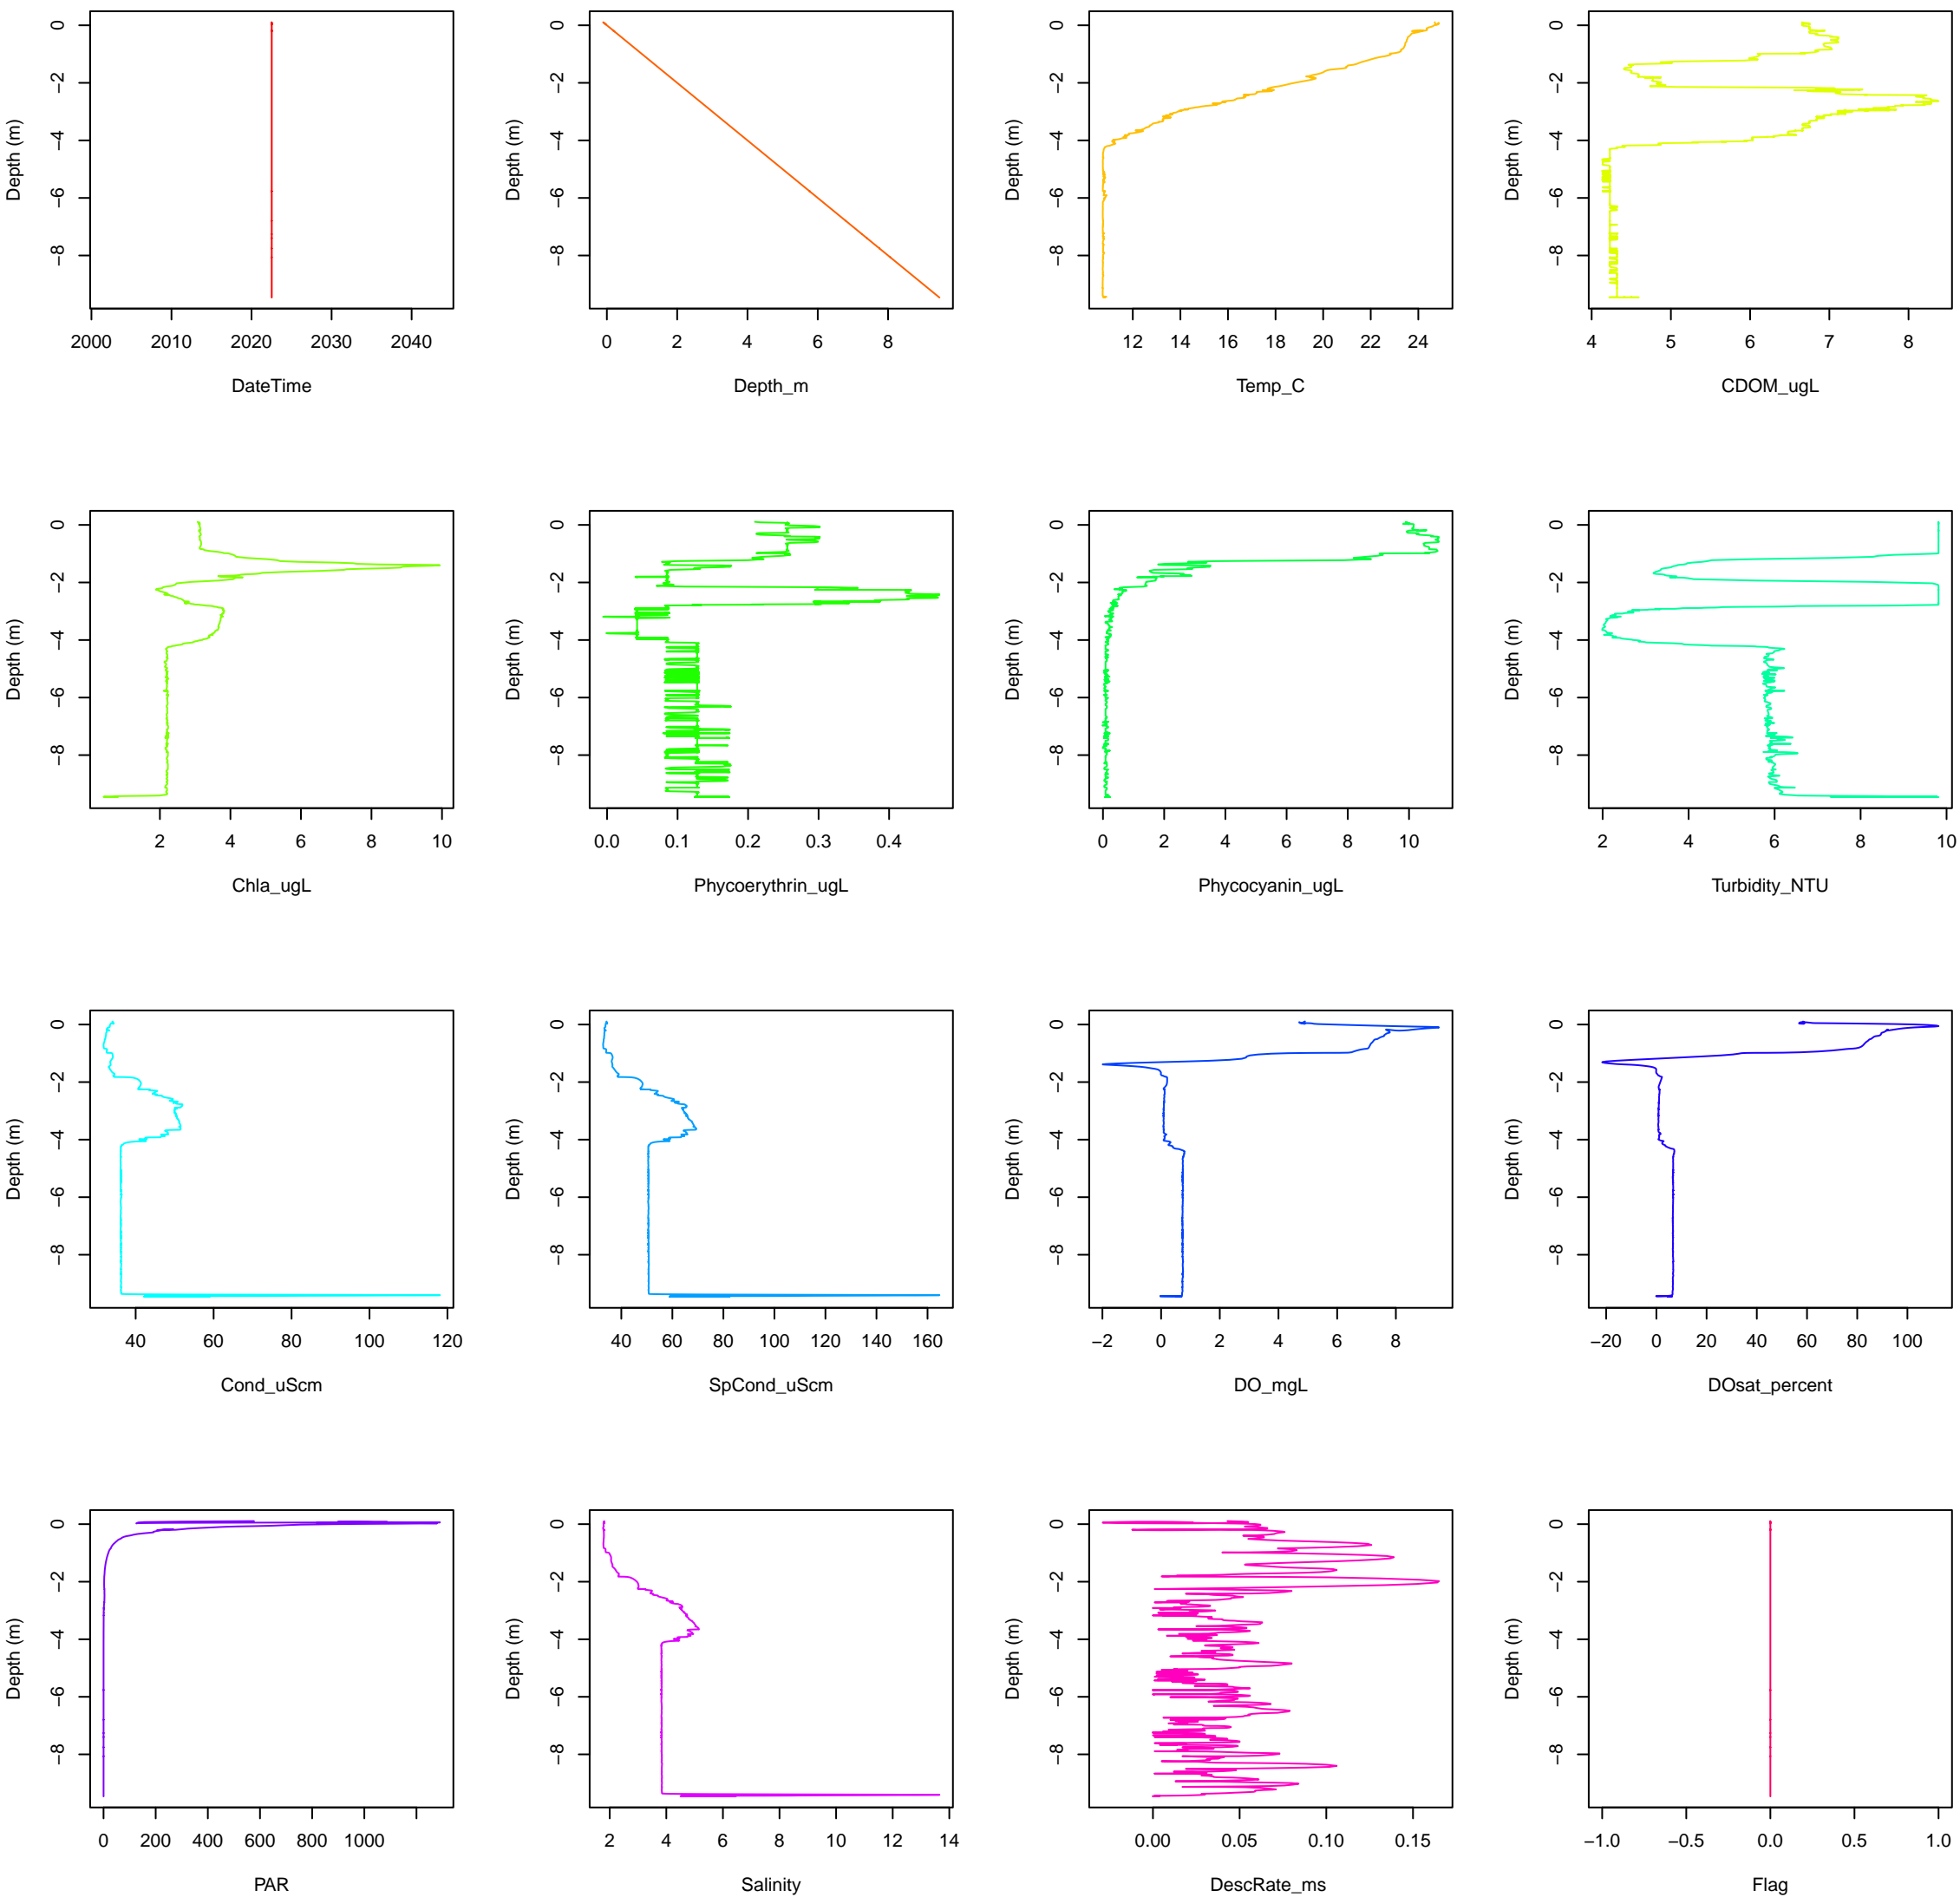 0 0 0 0
−2 −2 −2 −2
−4 −4 −4 −4
−6 −6 −6 −6
−8 −8 −8 −8
Depth (m) Depth (m) Depth (m) Depth (m)
2000 2010 2020 2030 2040 0 2 4 6 8 12 14 16 18 20 22 24 4 5 6 7 8
DateTime Depth_m Temp_C CDOM_ugL
0 0 0 0
−2 −2 −2 −2
−4 −4 −4 −4
−6 −6 −6 −6
−8 −8 −8 −8
Depth (m) Depth (m) Depth (m) Depth (m)
2 4 6 8 10 0.0 0.1 0.2 0.3 0.4 0 2 4 6 8 10 2 4 6 8 10
Chla_ugL Phycoerythrin_ugL Phycocyanin_ugL Turbidity_NTU
0 0 0 0
−2 −2 −2 −2
−4 −4 −4 −4
−6 −6 −6 −6
−8 −8 −8 −8
Depth (m) Depth (m) Depth (m) Depth (m)
40 60 80 100 120 40 60 80 100 120 140 160 −2 0 2 4 6 8 −20 0 20 40 60 80 100
Cond_uScm SpCond_uScm DO_mgL DOsat_percent
0 0 0 0
−2 −2 −2 −2
−4 −4 −4 −4
−6 −6 −6 −6
−8 −8 −8 −8
Depth (m) Depth (m) Depth (m) Depth (m)
0 200 400 600 800 1000 2 4 6 8 10 12 14 0.00 0.05 0.10 0.15 −1.0 −0.5 0.0 0.5 1.0
PAR Salinity DescRate_ms Flag